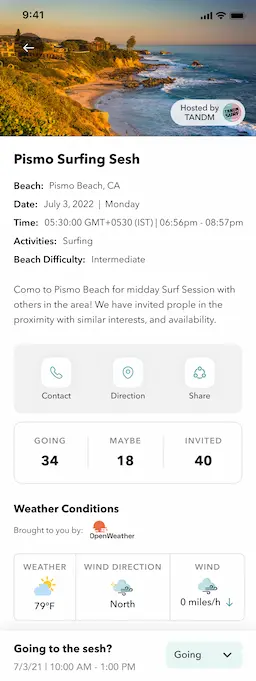 9:41
Hosted by
TANDM
Pismo Surfing Sesh
Beach: Pismo Beach, CA
Date: July 3, 2022 | Monday
Time: 05:30:00 GMT+0530 (IST) | 06:56pm - 08:57pm
Activities: Surfing
Beach Difficulty: Intermediate
Como to Pismo Beach for midday Surf Session with
others in the area! We have invited prople in the
proximity with similar interests, and availability.
Contact Direction Share
GOING MAYBE INVITED
34 18 40
Weather Conditions
Brought to you by: OpenWeather
WEATHER WIND DIRECTION WIND
79°F North 0 miles/h ↓
Going to the sesh?
7/3/21 | 10:00 AM - 1:00 PM
Going